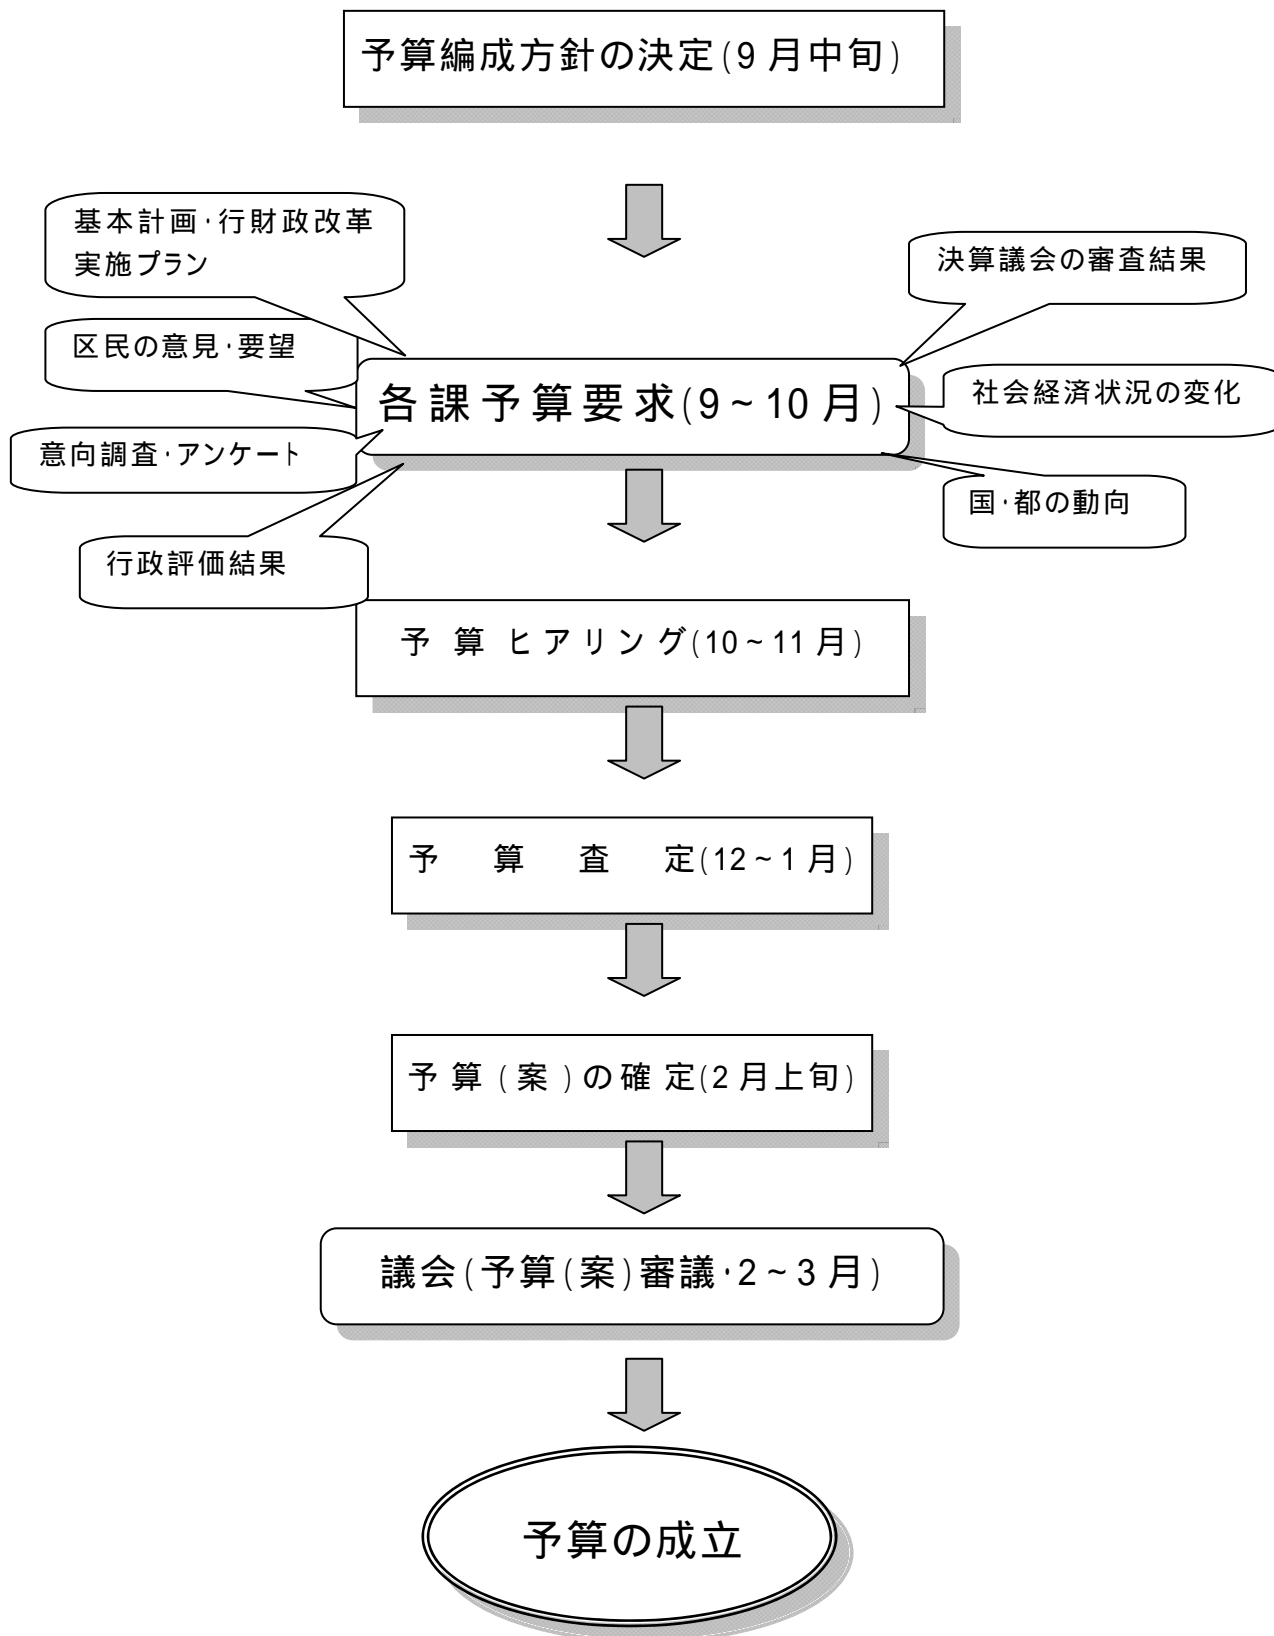 予算編成方針の決定(9月中旬)
基本計画・行財政改革
実施プラン
決算議会の審査結果
区民の意見・要望
各課予算要求(9~10月)
社会経済状況の変化
意向調査・アンケート
国・都の動向
行政評価結果
予算ヒアリング(10~11月)
予算査定(12~1月)
予算(案)の確定(2月上旬)
議会(予算(案)審議・2~3月)
予算の成立